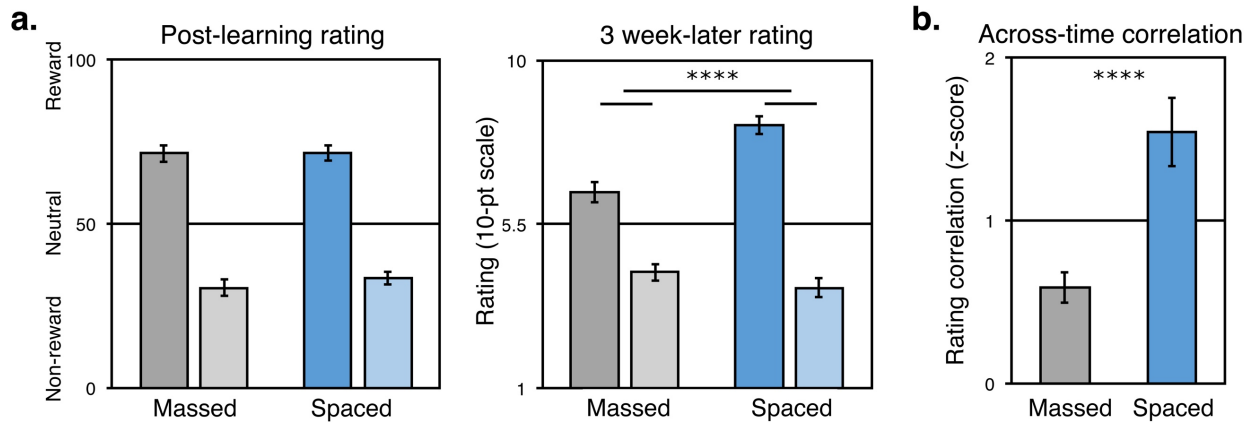 a.
Post-learning rating
Reward
Neutral
Non-reward
100
50
0
Massed Spaced
3 week-later rating
Rating (10-pt scale)
10
5.5
1
****
Massed Spaced
b.
Across-time correlation
Rating correlation (z-score)
2
1
0
****
Massed Spaced